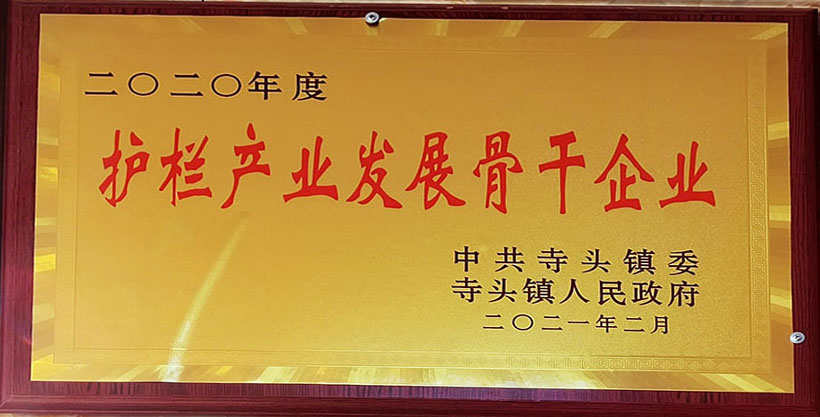 二〇二〇年度
护栏产业发展骨干企业
中共寺头镇委
寺头镇人民政府
二〇二一年二月